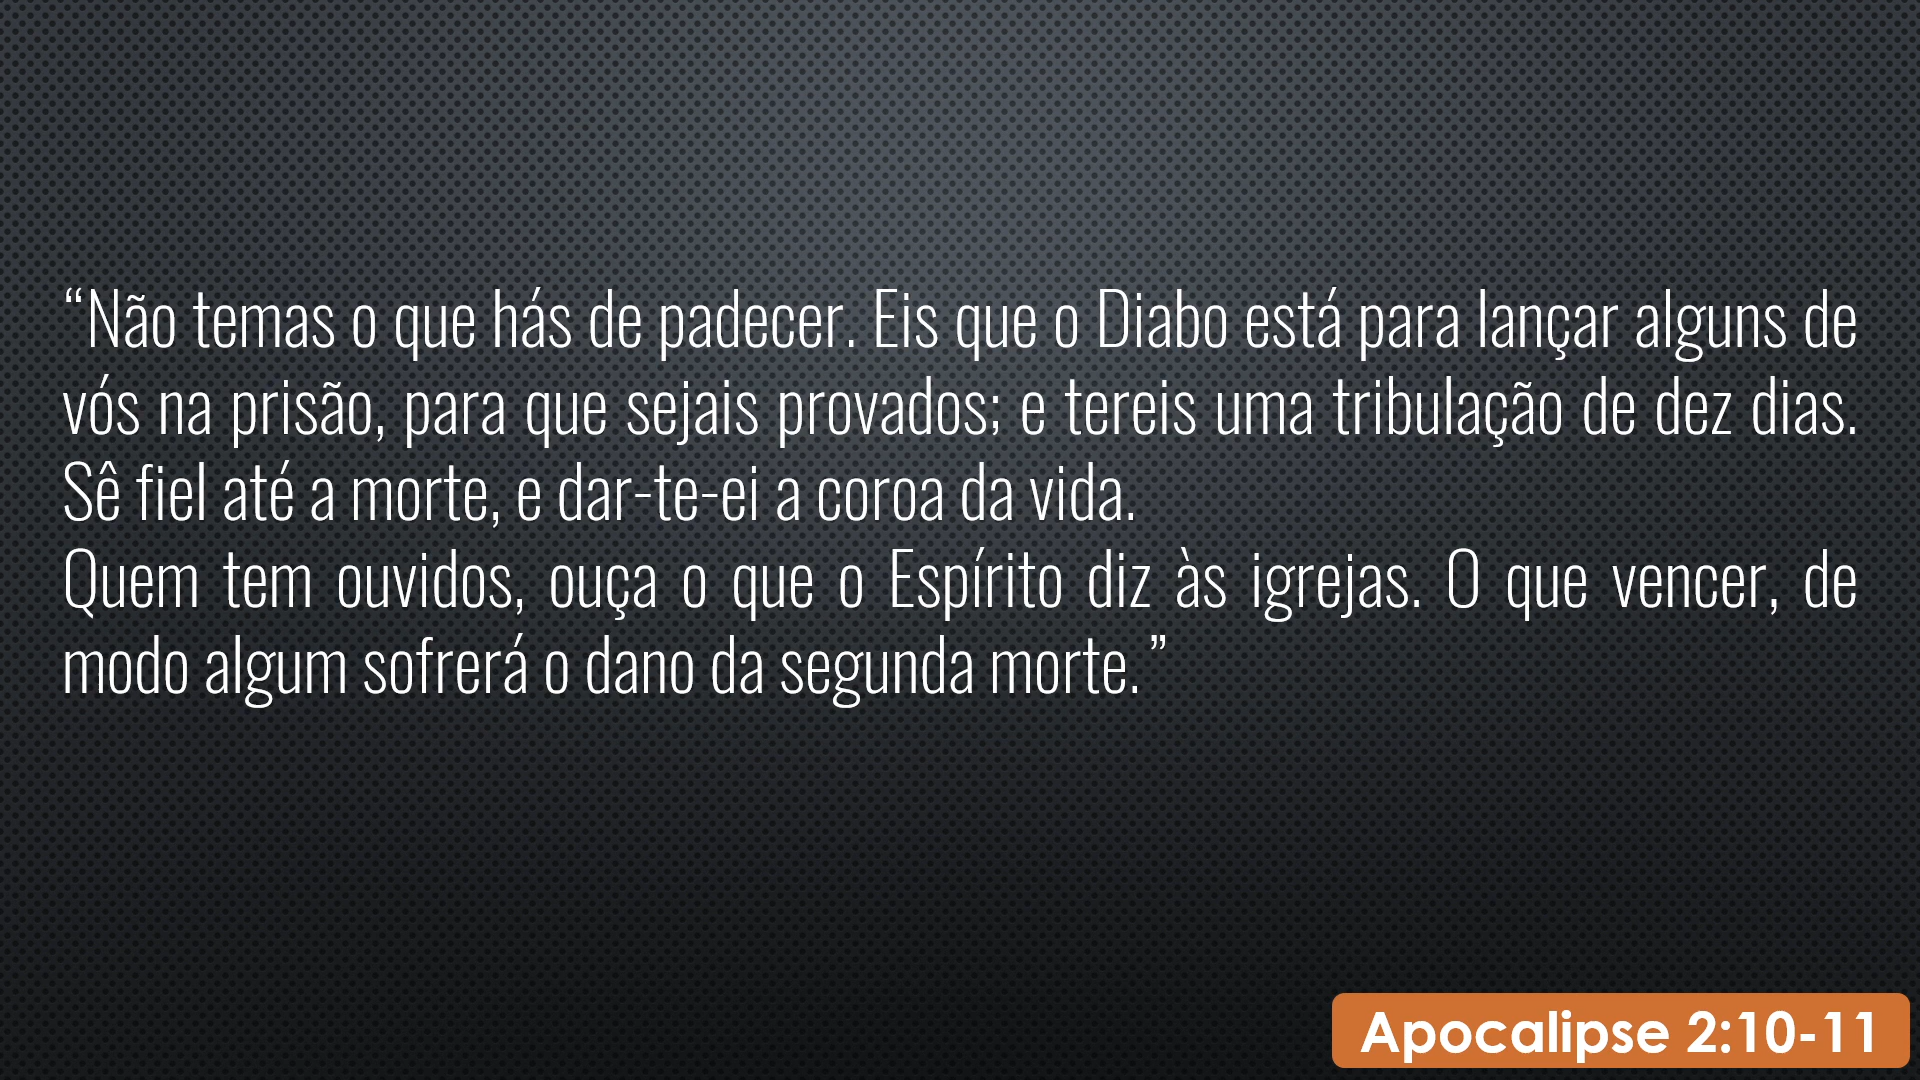 “Não temas o que hás de padecer. Eis que o Diabo está para lançar alguns de
vós na prisão, para que sejais provados; e tereis uma tribulação de dez dias.
Sê fiel até a morte, e dar-te-ei a coroa da vida.
Quem tem ouvidos, ouça o que o Espírito diz às igrejas. O que vencer, de
modo algum sofrerá o dano da segunda morte.”
Apocalipse 2:10-11